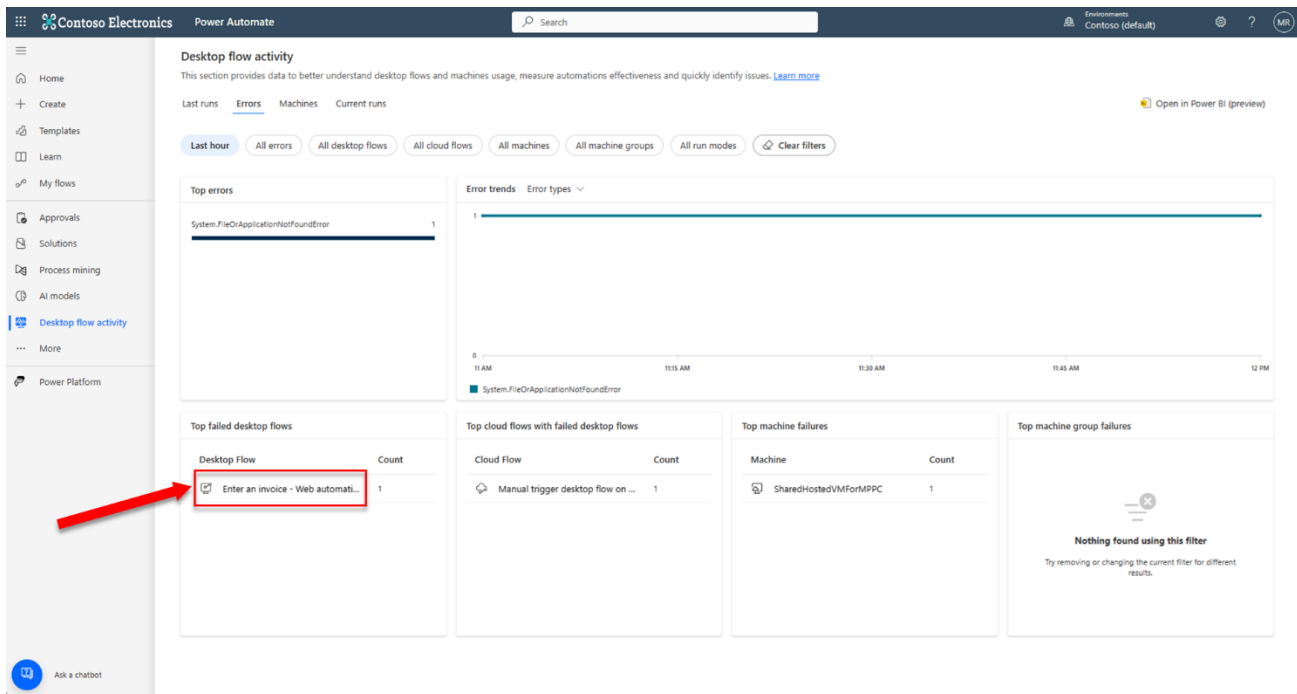 Contoso Electronics Power Automate Search Environments
Contoso (default) ? MR
Home
Create
Templates
Learn
My flows
Approvals
Solutions
Process mining
AI models
Desktop flow activity
More
Power Platform
Ask a chatbot
Desktop flow activity
This section provides data to better understand desktop flows and machines usage, measure automations effectiveness and quickly identify issues. Learn more
Last runs Errors Machines Current runs Open in Power BI (preview)
Last hour All errors All desktop flows All cloud flows All machines All machine groups All run modes Clear filters
Top errors
System.FileOrApplicationNotFoundError 1
Error trends Error types
1
0
11 AM 11:15 AM 11:30 AM 11:45 AM 12 PM
System.FileOrApplicationNotFoundError
Top failed desktop flows
Desktop Flow Count
Enter an invoice - Web automati... 1
Top cloud flows with failed desktop flows
Cloud Flow Count
Manual trigger desktop flow on ... 1
Top machine failures
Machine Count
SharedHostedVMForMPPC 1
Top machine group failures
Nothing found using this filter
Try removing or changing the current filter for different
results.